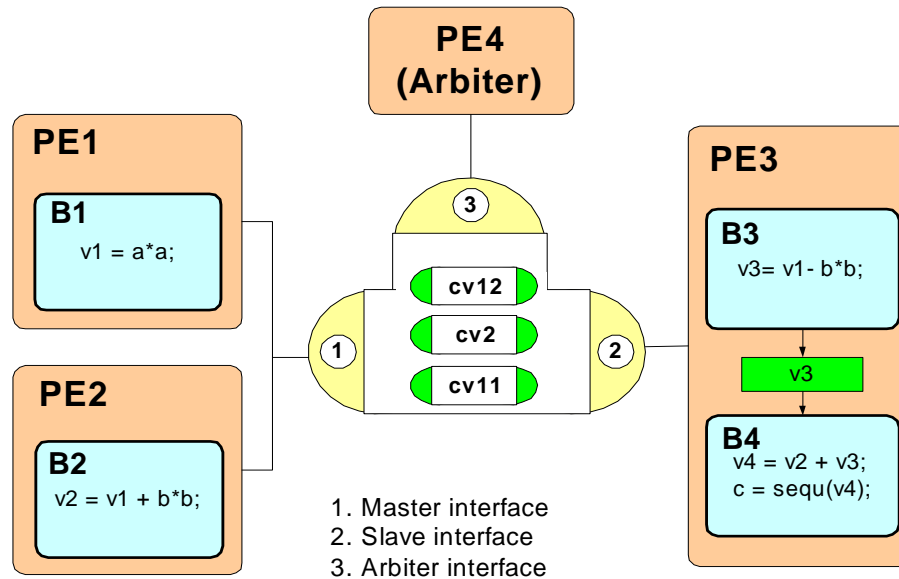 PE4
(Arbiter)
PE1
B1
v1 = a*a;
PE2
B2
v2 = v1 + b*b;
3
cv12
cv2
cv11
1
2
PE3
B3
v3= v1- b*b;
v3
B4
v4 = v2 + v3;
c = sequ(v4);
1. Master interface
2. Slave interface
3. Arbiter interface